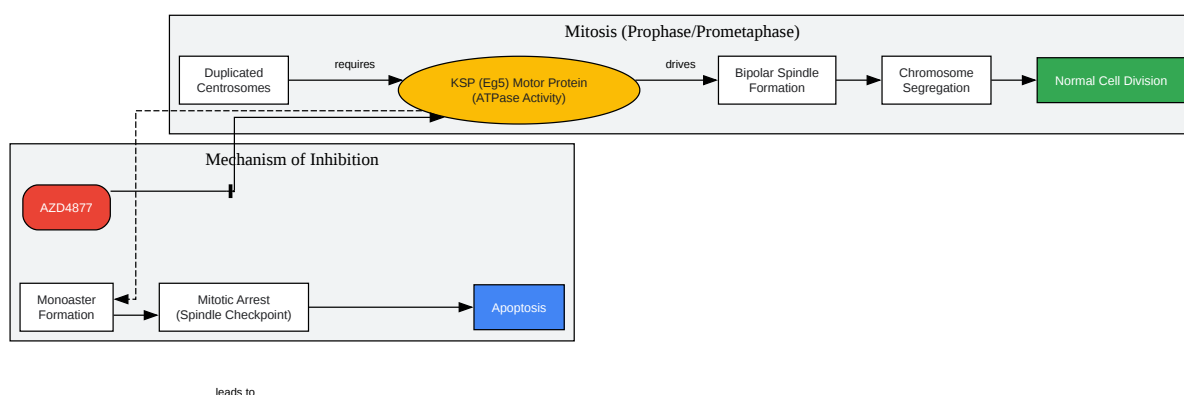 Mitosis (Prophase/Prometaphase)
Duplicated
Centrosomes
requires
KSP (Eg5) Motor Protein
(ATPase Activity)
drives
Bipolar Spindle
Formation
Chromosome
Segregation
Normal Cell Division
Mechanism of Inhibition
AZD4877
Monoaster
Formation
Mitotic Arrest
(Spindle Checkpoint)
Apoptosis
leads to